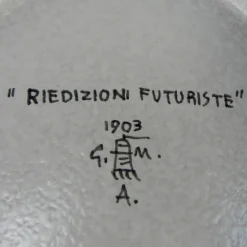 " RIEDIZIONI FUTURISTE"
1903
G. M.
A.